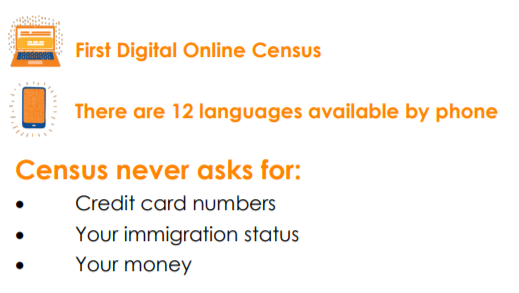 First Digital Online Census
There are 12 languages available by phone
Census never asks for:
• Credit card numbers
• Your immigration status
• Your money